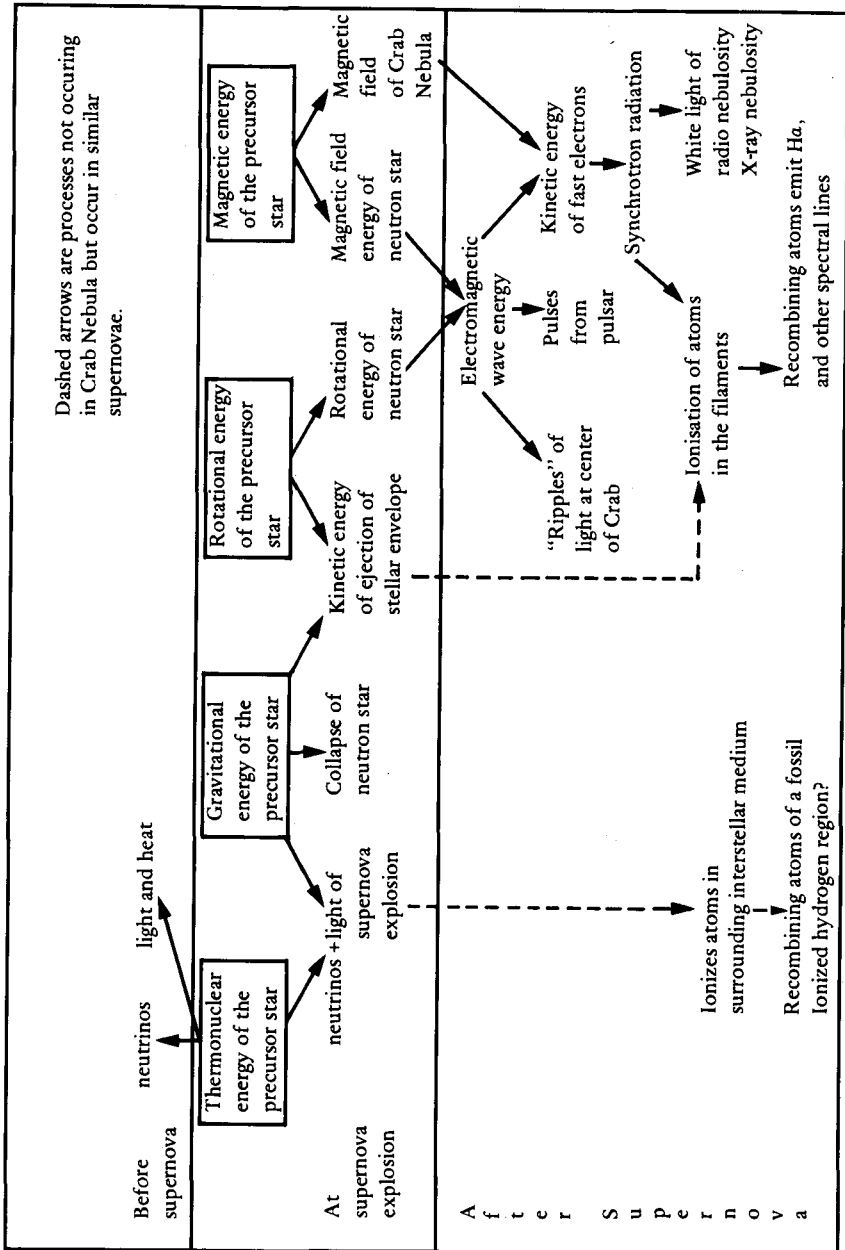 Dashed arrows are processes not occuring
in Crab Nebula but occur in similar
supernovae.
Before
supernova
neutrinos
light and heat
At
supernova
explosion
Thermonuclear
energy of the
precursor star
Gravitational
energy of the
precursor star
Rotational energy
of the precursor
star
Magnetic energy
of the precursor
star
neutrinos + light of
supernova
explosion
Collapse of
neutron star
Kinetic energy
of ejection of
stellar envelope
Rotational
energy of
neutron star
Magnetic field
energy of
neutron star
Magnetic
field
of Crab
Nebula
After Supernova
Electromagnetic
wave energy
"Ripples" of
light at center
of Crab
Pulses
from
pulsar
Kinetic energy
of fast electrons
Synchrotron radiation
Ionizes atoms in
surrounding interstellar medium
Ionisation of atoms
in the filaments
White light of
radio nebulosity
X-ray nebulosity
Recombining atoms of a fossil
Ionized hydrogen region?
Recombining atoms emit Hα,
and other spectral lines